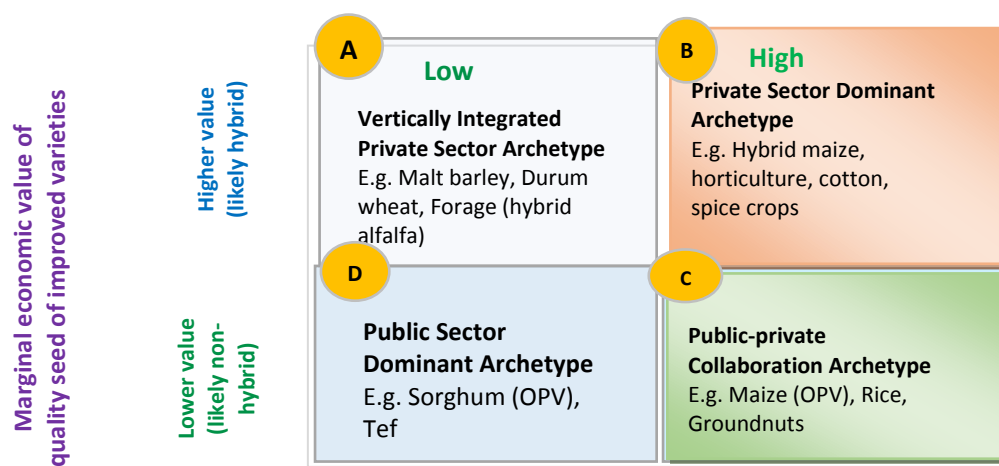 Marginal economic value of
quality seed of improved varieties
Higher value
(likely hybrid)
Lower value
(likely non-
hybrid)
A
Low
Vertically Integrated
Private Sector Archetype
E.g. Malt barley, Durum
wheat, Forage (hybrid
alfalfa)
B
High
Private Sector Dominant
Archetype
E.g. Hybrid maize,
horticulture, cotton,
spice crops
D
Public Sector
Dominant Archetype
E.g. Sorghum (OPV),
Tef
C
Public-private
Collaboration Archetype
E.g. Maize (OPV), Rice,
Groundnuts